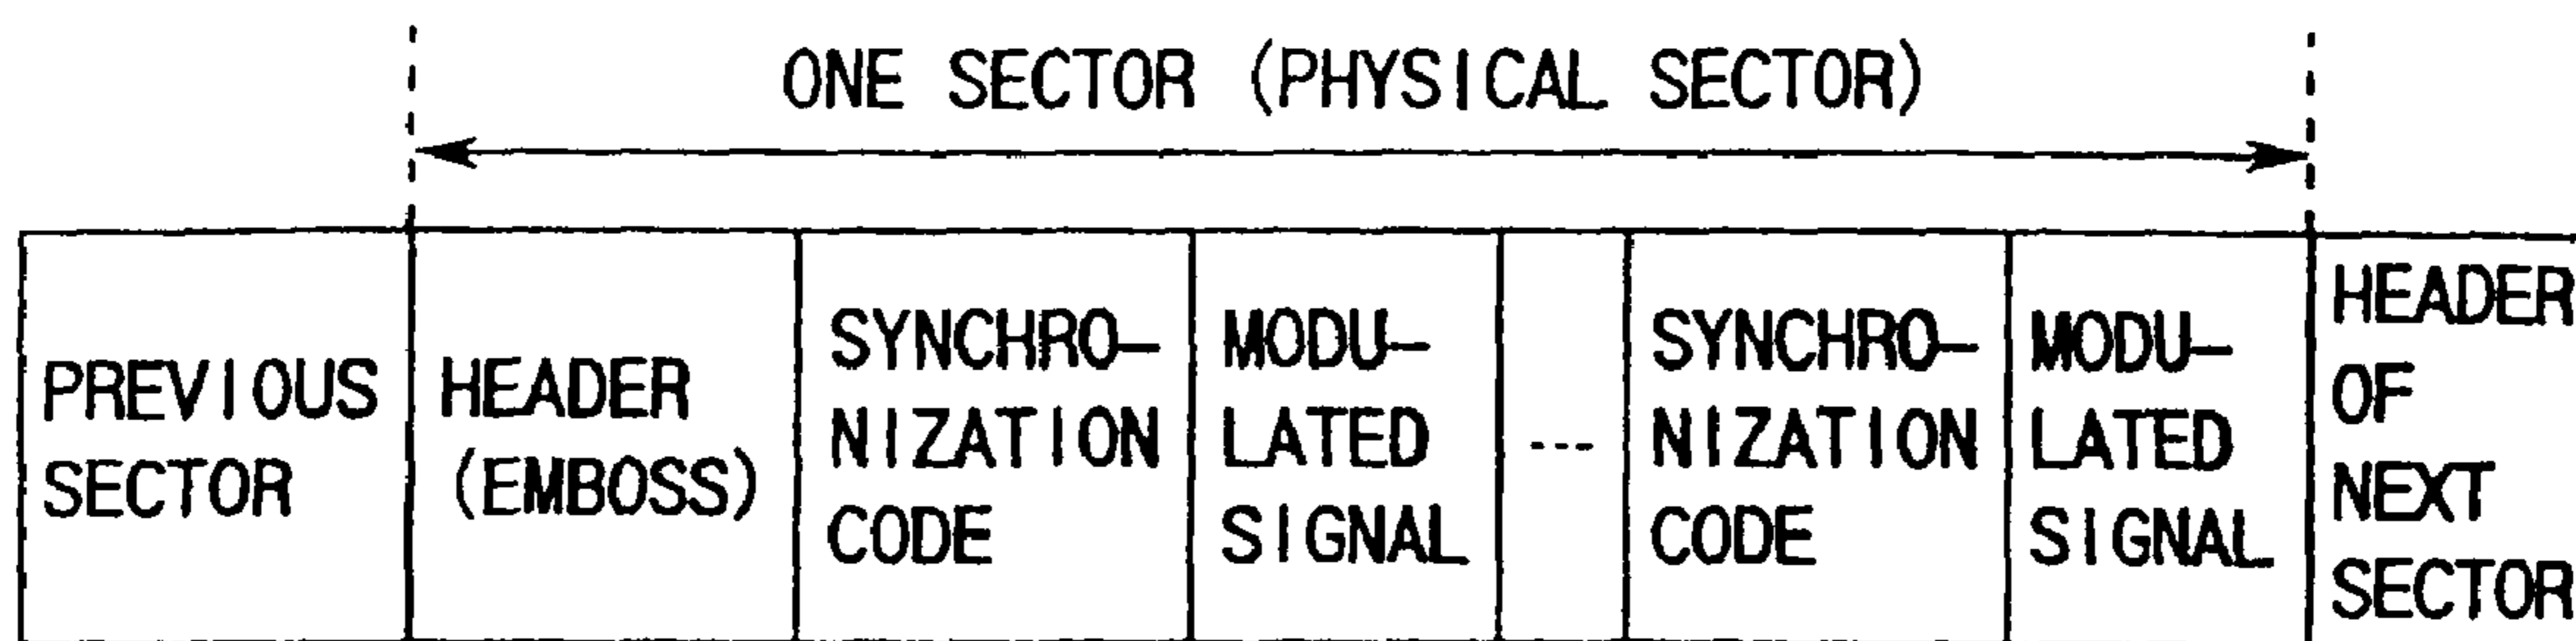 ONE SECTOR (PHYSICAL SECTOR)
PREVIOUS
SECTOR
HEADER
(EMBOSS)
SYNCHRO-
NIZATION
CODE
MODU-
LATED
SIGNAL
---
SYNCHRO-
NIZATION
CODE
MODU-
LATED
SIGNAL
HEADER
OF
NEXT
SECTOR